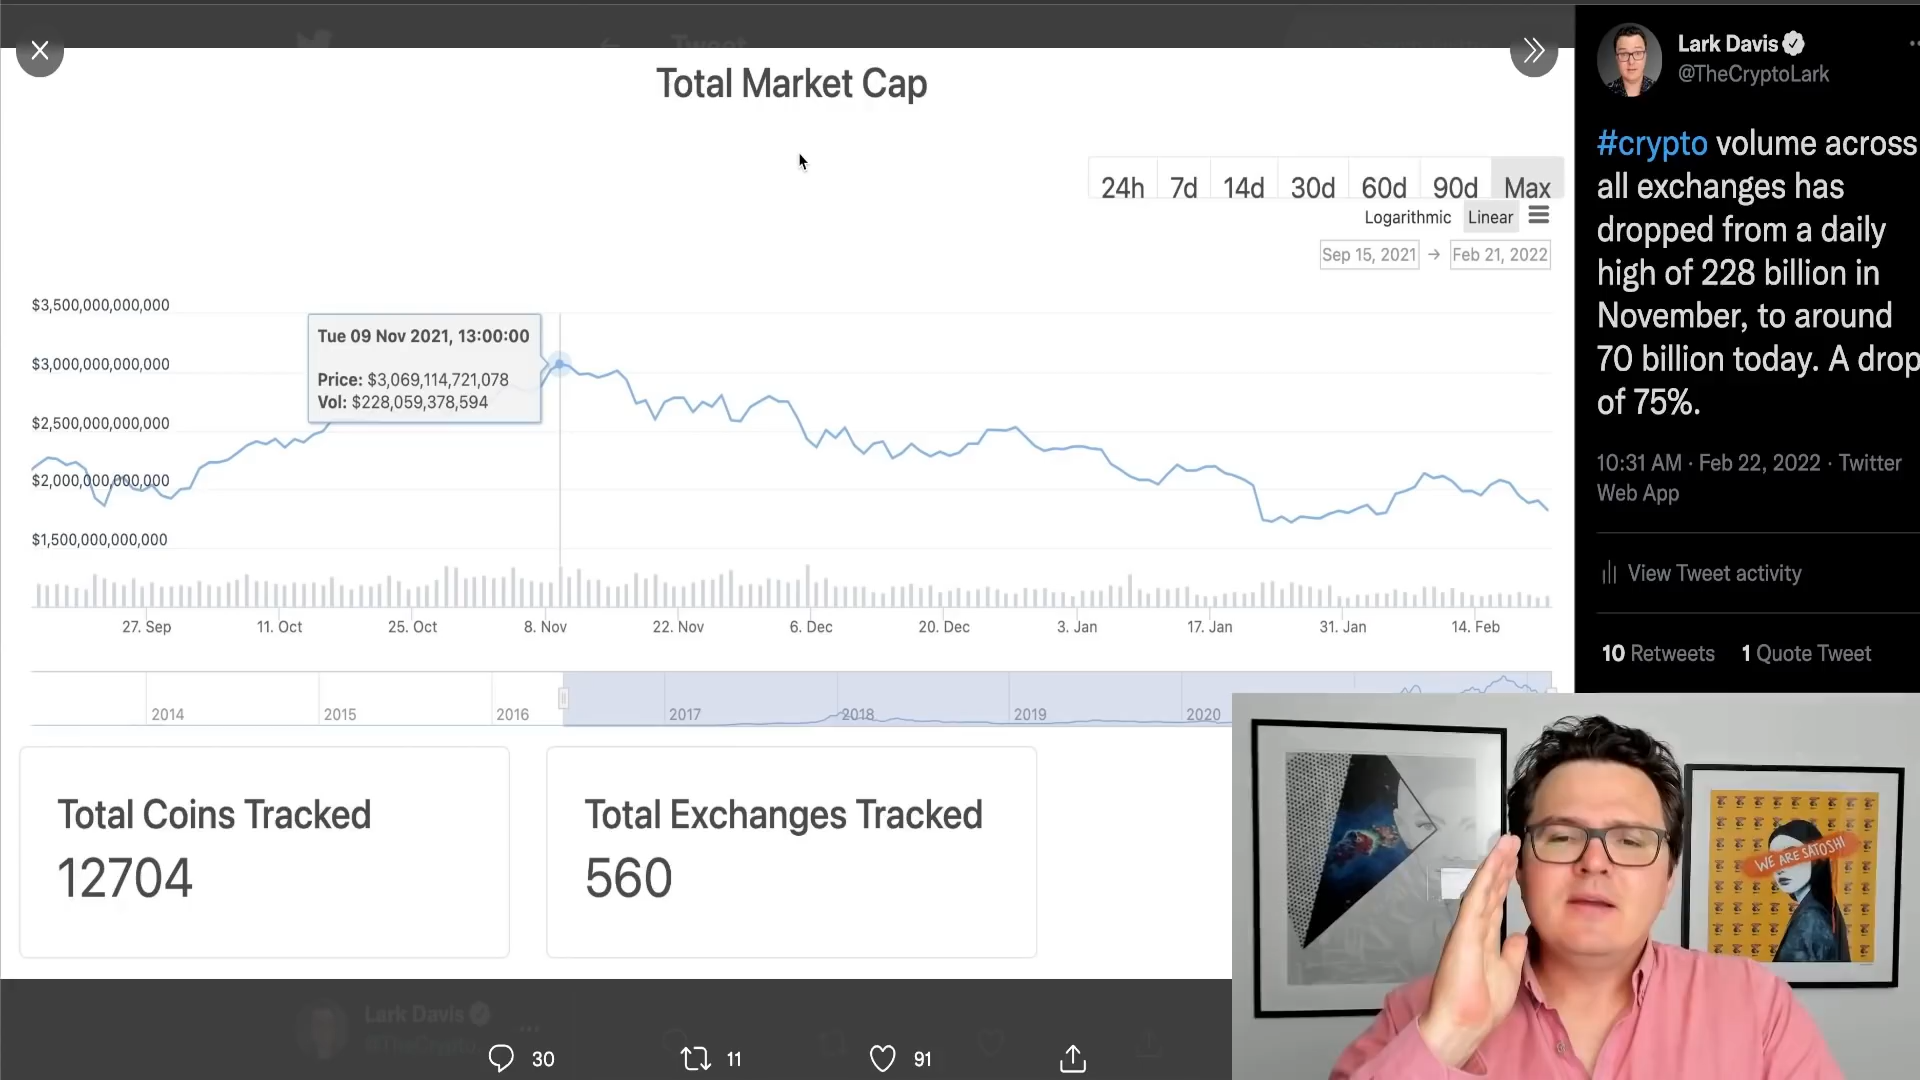 Tweet
Total Market Cap
24h 7d 14d 30d 60d 90d Max
Logarithmic Linear
Sep 15, 2021 → Feb 21, 2022
$3,500,000,000,000
$3,000,000,000,000
$2,500,000,000,000
$2,000,000,000,000
$1,500,000,000,000
Tue 09 Nov 2021, 13:00:00
Price: $3,069,114,721,078
Vol: $228,059,378,594
27. Sep 11. Oct 25. Oct 8. Nov 22. Nov 6. Dec 20. Dec 3. Jan 17. Jan 31. Jan 14. Feb
2014 2015 2016 2017 2018 2019 2020
Total Coins Tracked
12704
Total Exchanges Tracked
560
Lark Davis
@TheCrypto
30 11 91
Lark Davis
@TheCryptoLark
#crypto volume across
all exchanges has
dropped from a daily
high of 228 billion in
November, to around
70 billion today. A drop
of 75%.
10:31 AM · Feb 22, 2022 · Twitter
Web App
View Tweet activity
10 Retweets 1 Quote Tweet
WE ARE SATOSHI